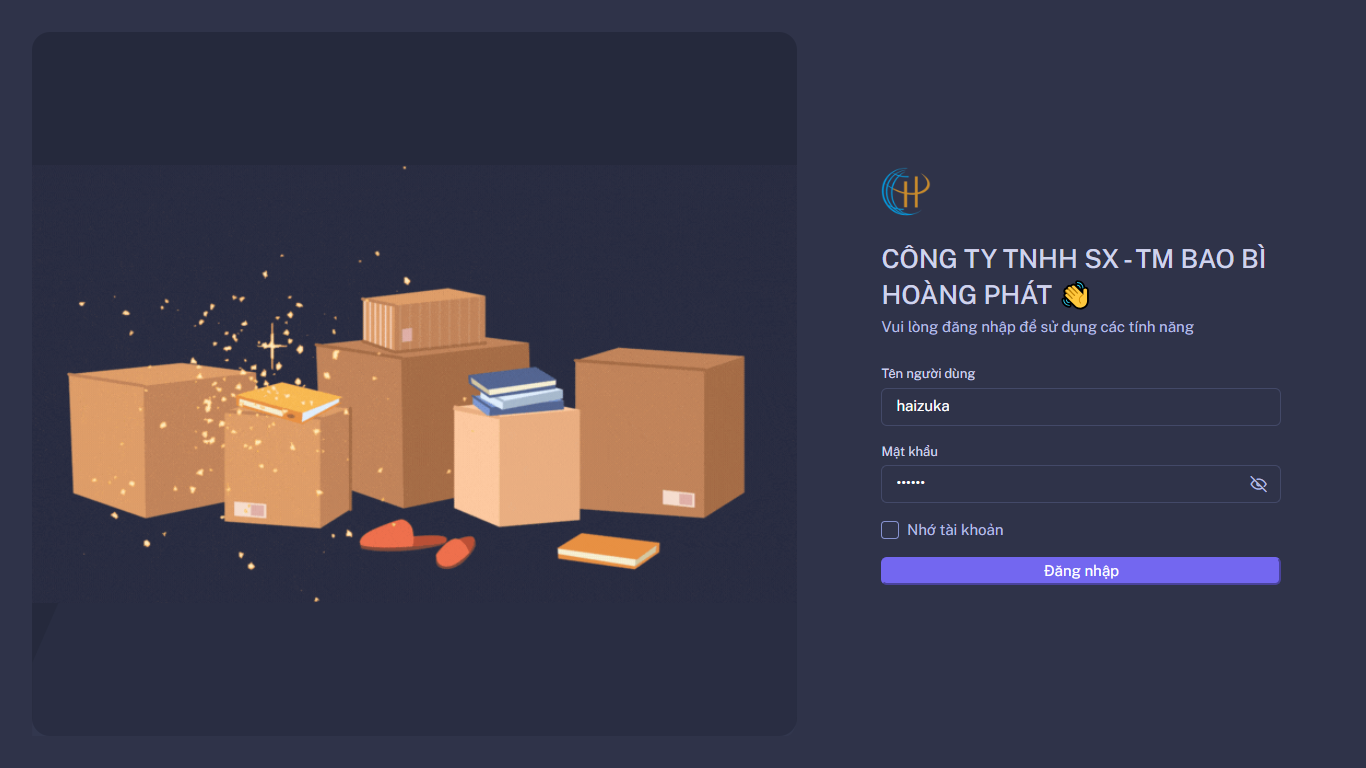 CÔNG TY TNHH SX - TM BAO BÌ
HOÀNG PHÁT 👋
Vui lòng đăng nhập để sử dụng các tính năng
Tên người dùng
haizuka
Mật khẩu
••••••
Nhớ tài khoản
Đăng nhập